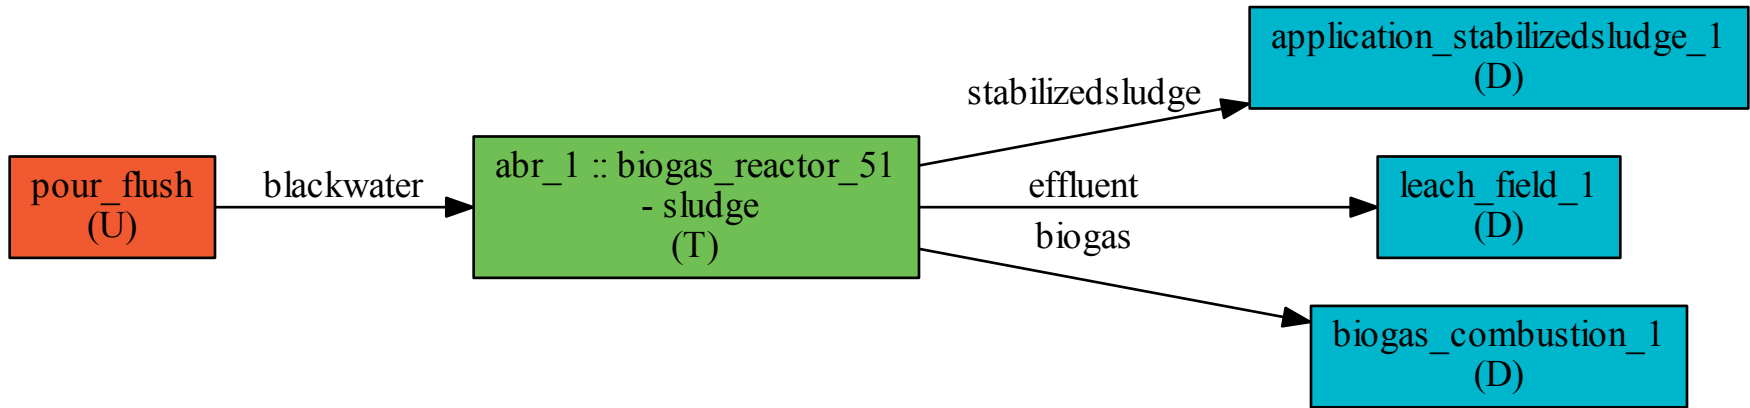 pour_flush
(U)
blackwater
abr_1 :: biogas_reactor_51
- sludge
(T)
stabilizedsludge
effluent
biogas
application_stabilizedsludge_1
(D)
leach_field_1
(D)
biogas_combustion_1
(D)